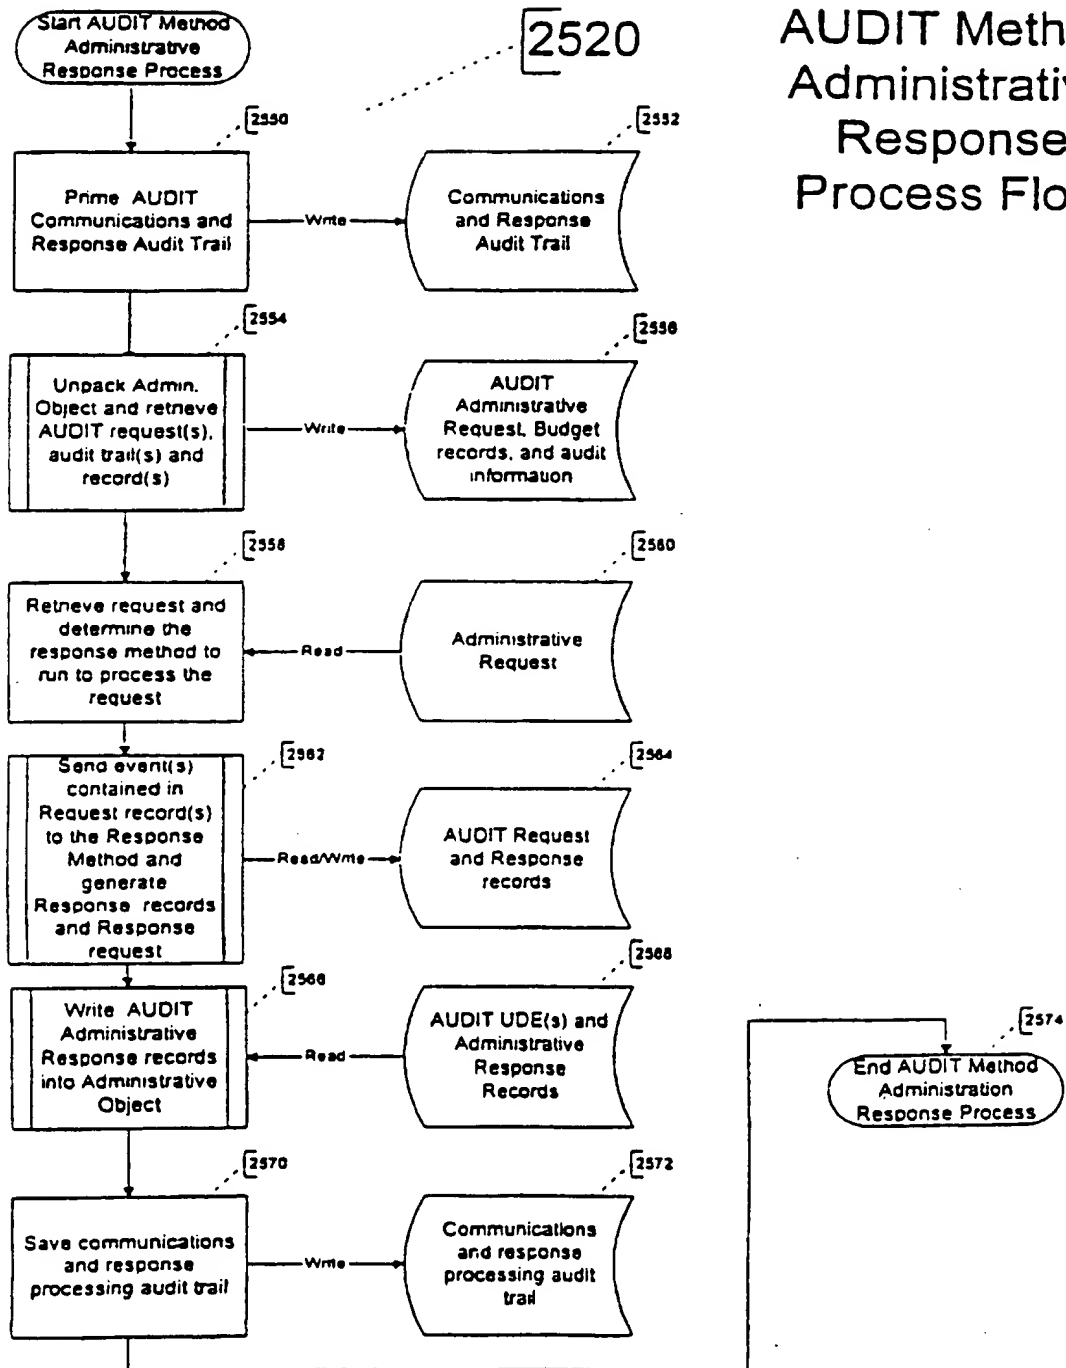 Start AUDIT Method
Administrative
Response Process
2520
AUDIT Meth
Administrativ
Response
Process Flo
2550
Prime AUDIT
Communications and
Response Audit Trail
Write
2552
Communications
and Response
Audit Trail
2554
Unpack Admin.
Object and retrieve
AUDIT request(s),
audit trail(s) and
record(s)
Write
2556
AUDIT
Administrative
Request, Budget
records, and audit
information
2558
Retrieve request and
determine the
response method to
run to process the
request
Read
2560
Administrative
Request
2562
Send event(s)
contained in
Request record(s)
to the Response
Method and
generate
Response records
and Response
request
Read/Write
2564
AUDIT Request
and Response
records
2566
Write AUDIT
Administrative
Response records
into Administrative
Object
Read
2568
AUDIT UDE(s) and
Administrative
Response
Records
2570
Save communications
and response
processing audit trail
Write
2572
Communications
and response
processing audit
trail
2574
End AUDIT Method
Administration
Response Process